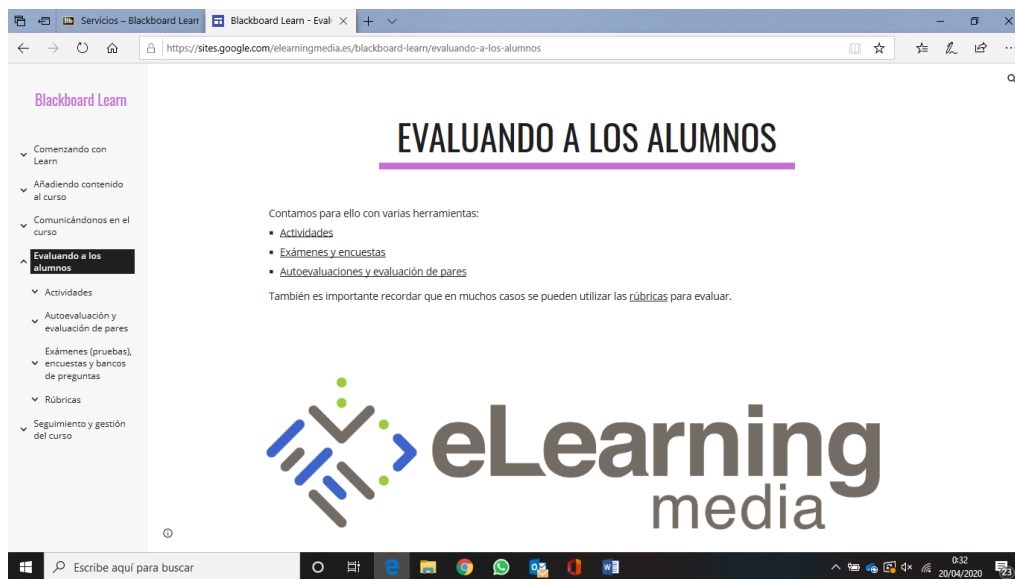 Servicios – Blackboard Learn
Blackboard Learn - Eval
https://sites.google.com/elearningmedia.es/blackboard-learn/evaluando-a-los-alumnos
Blackboard Learn
Comenzando con
Learn
Añadiendo contenido
al curso
Comunicándonos en el
curso
Evaluando a los
alumnos
Actividades
Autoevaluación y
evaluación de pares
Exámenes (pruebas),
encuestas y bancos
de preguntas
Rúbricas
Seguimiento y gestión
del curso
EVALUANDO A LOS ALUMNOS
Contamos para ello con varias herramientas:
Actividades
Exámenes y encuestas
Autoevaluaciones y evaluación de pares
También es importante recordar que en muchos casos se pueden utilizar las rúbricas para evaluar.
eLearning
media
Escribe aquí para buscar
0:32
20/04/2020
23